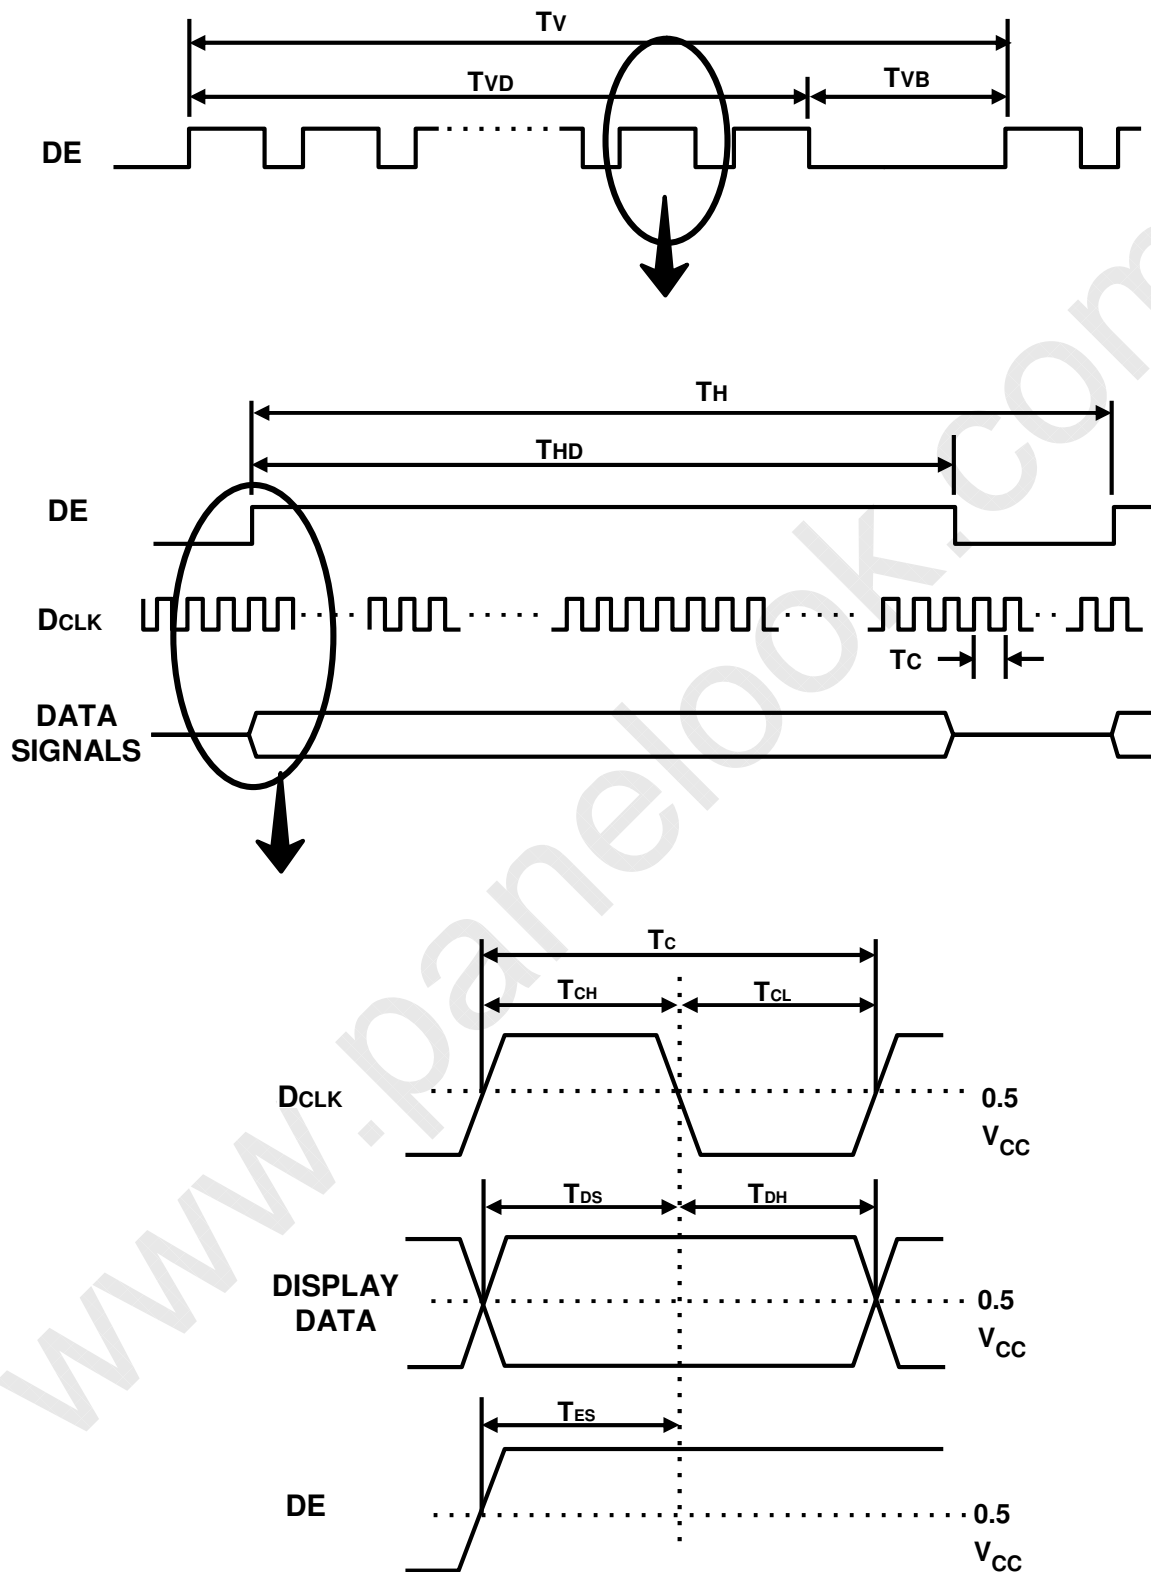 TV
TVD
TVB
DE
TH
THD
DE
DCLK
TC
DATA
SIGNALS
TC
TCH
TCL
DCLK
0.5
VCC
TDS
TDH
DISPLAY
DATA
0.5
VCC
TES
DE
0.5
VCC
www.panelook.com